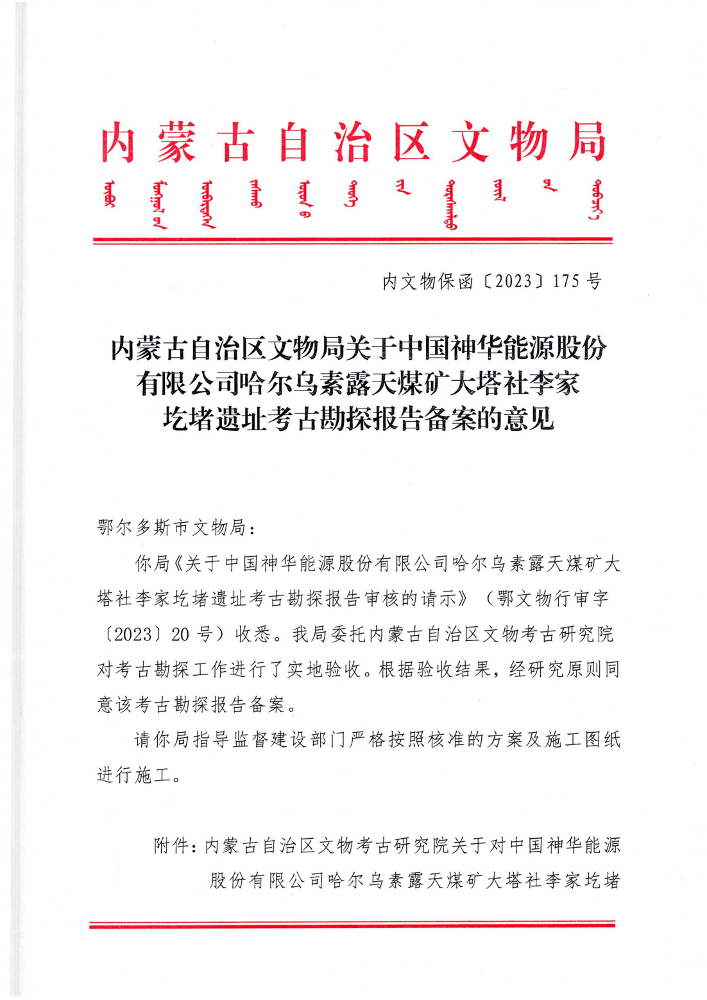 内蒙古自治区文物局
内文物保函〔2023〕175号
内蒙古自治区文物局关于中国神华能源股份
有限公司哈尔乌素露天煤矿大塔社李家
圪堵遗址考古勘探报告备案的意见
鄂尔多斯市文物局：
你局《关于中国神华能源股份有限公司哈尔乌素露天煤矿大
塔社李家圪堵遗址考古勘探报告审核的请示》（鄂文物行审字
〔2023〕20号）收悉。我局委托内蒙古自治区文物考古研究院
对考古勘探工作进行了实地验收。根据验收结果，经研究原则同
意该考古勘探报告备案。
请你局指导监督建设部门严格按照核准的方案及施工图纸
进行施工。
附件：内蒙古自治区文物考古研究院关于对中国神华能源
股份有限公司哈尔乌素露天煤矿大塔社李家圪堵